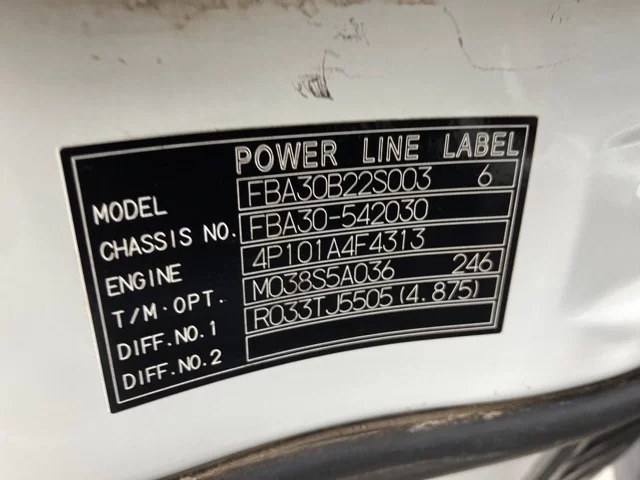 POWER LINE LABEL
MODEL FBA30B22S003 6
CHASSIS NO. FBA30-542030
ENGINE 4P101A4F4313
T/M·OPT. M038S5A036 246
DIFF.NO.1 R033TJ5505(4.875)
DIFF.NO.2